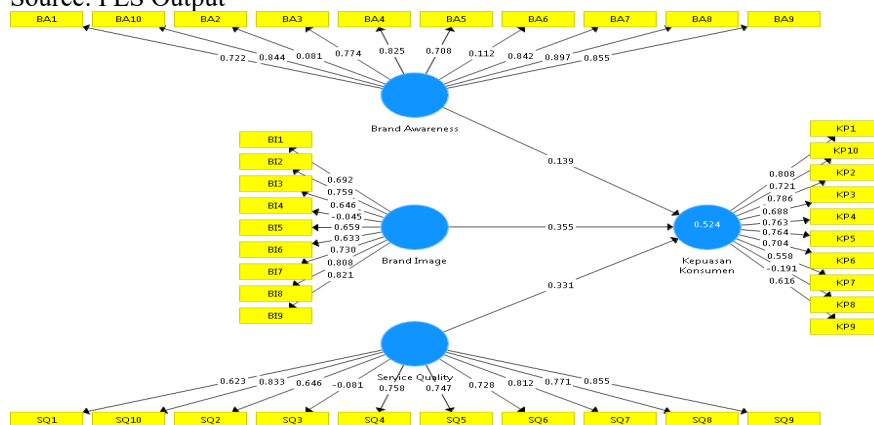 Source: PLS Output
BA1 BA10 BA2 BA3 BA4 BA5 BA6 BA7 BA8 BA9
0.722 0.844 0.081 0.774 0.825 0.708 0.112 0.842 0.897 0.855
Brand Awareness
0.139
BI1
BI2
BI3
BI4
BI5
BI6
BI7
BI8
BI9
0.692
0.759
0.646
-0.045
0.659
0.633
0.730
0.808
0.821
Brand Image
0.355
0.524
Kepuasan
Konsumen
KP1
KP10
KP2
KP3
KP4
KP5
KP6
KP7
KP8
KP9
0.808
0.721
0.786
0.688
0.763
0.764
0.704
0.558
-0.191
0.616
0.331
Service Quality
0.623 0.833 0.646 -0.081 0.758 0.747 0.728 0.812 0.771 0.855
SQ1 SQ10 SQ2 SQ3 SQ4 SQ5 SQ6 SQ7 SQ8 SQ9